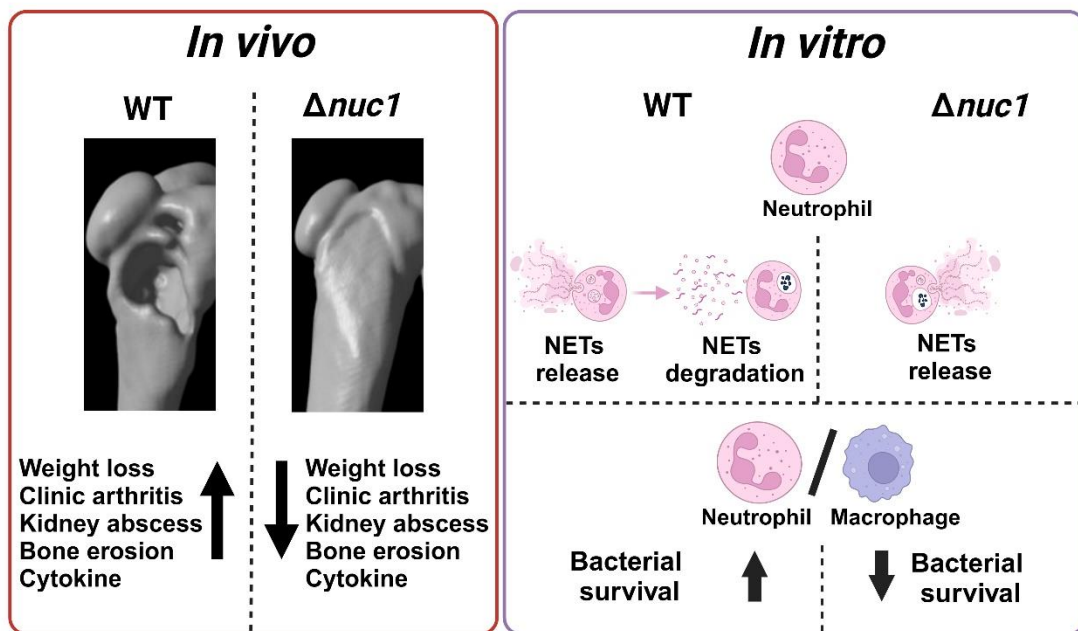 In vivo
WT
Δnuc1
Weight loss
Clinic arthritis
Kidney abscess
Bone erosion
Cytokine
Weight loss
Clinic arthritis
Kidney abscess
Bone erosion
Cytokine
In vitro
WT
Δnuc1
Neutrophil
NETs
release
NETs
degradation
NETs
release
Neutrophil
Macrophage
Bacterial
survival
Bacterial
survival